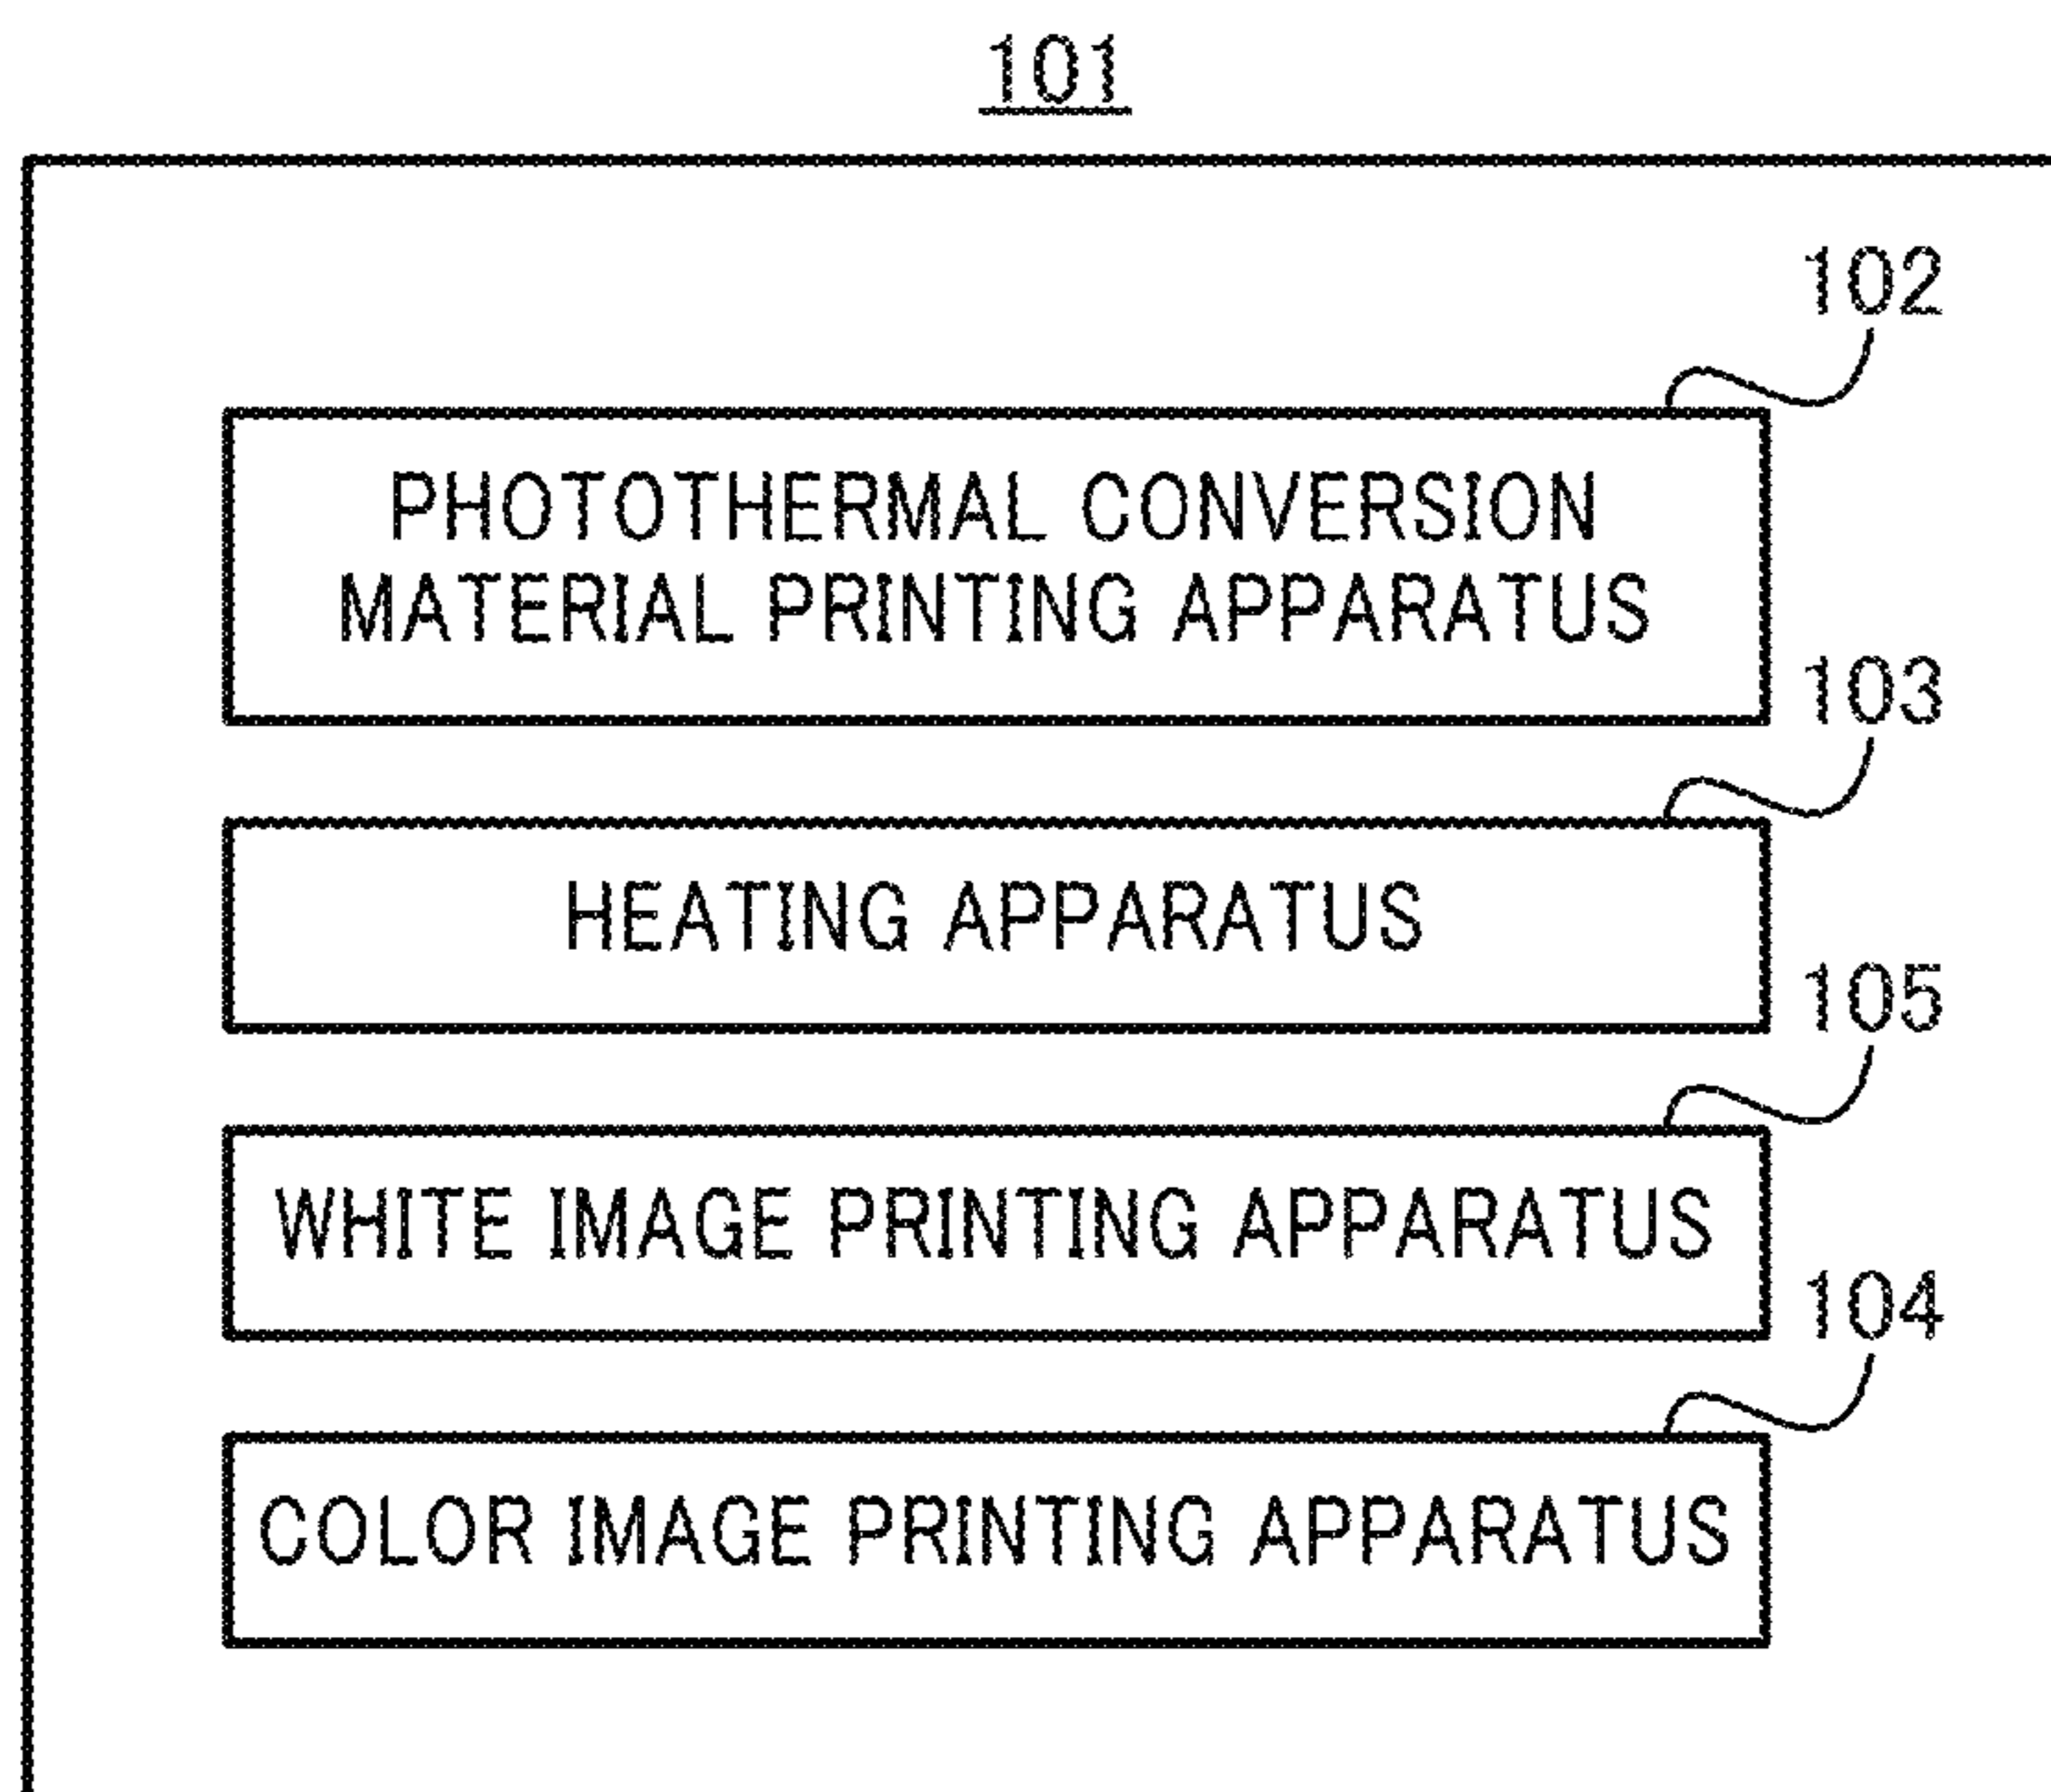 101
102
PHOTOTHERMAL CONVERSION
MATERIAL PRINTING APPARATUS
103
HEATING APPARATUS
105
WHITE IMAGE PRINTING APPARATUS
104
COLOR IMAGE PRINTING APPARATUS